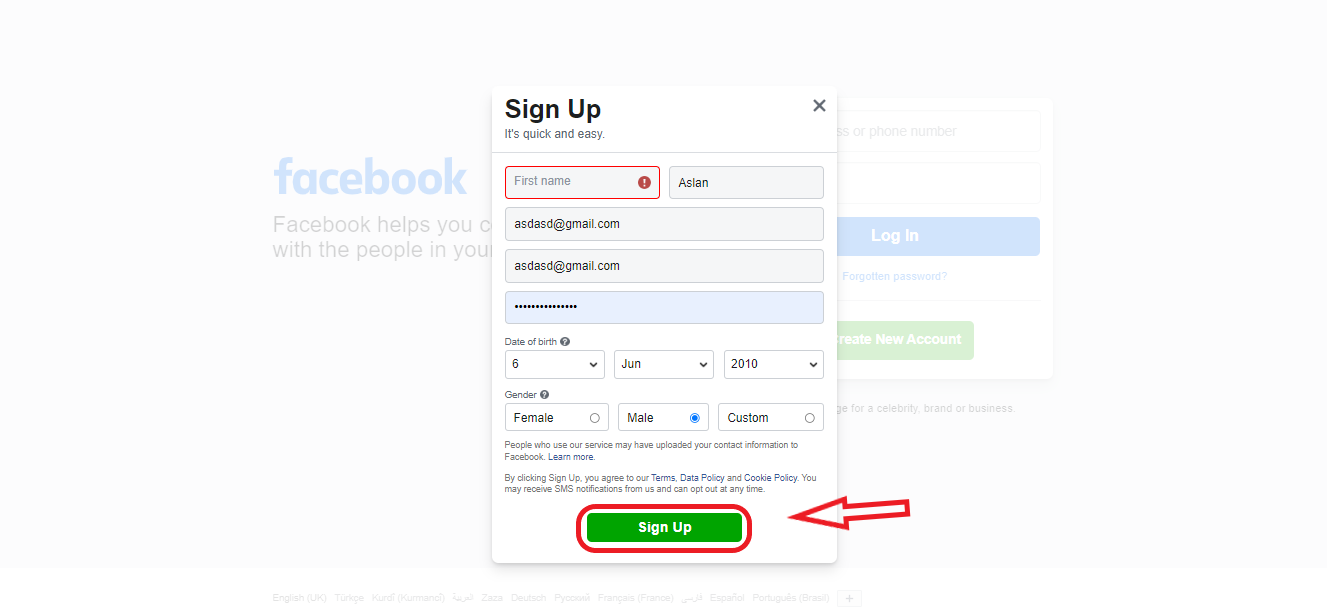 Sign Up
It's quick and easy.
First name
Aslan
asdasd@gmail.com
asdasd@gmail.com
•••••••••••••••
Date of birth
6 Jun 2010
Gender
Female Male Custom
People who use our service may have uploaded your contact information to
Facebook. Learn more.
By clicking Sign Up, you agree to our Terms, Data Policy and Cookie Policy. You
may receive SMS notifications from us and can opt out at any time.
Sign Up
facebook
Facebook helps you
with the people in your
or phone number
Log In
Forgotten password?
New Account
for a celebrity, brand or business.
English (UK) Türkçe Kurdî (Kurmancî) العربية Zaza Deutsch Русский Français (France) فارسی Español Português (Brasil) +